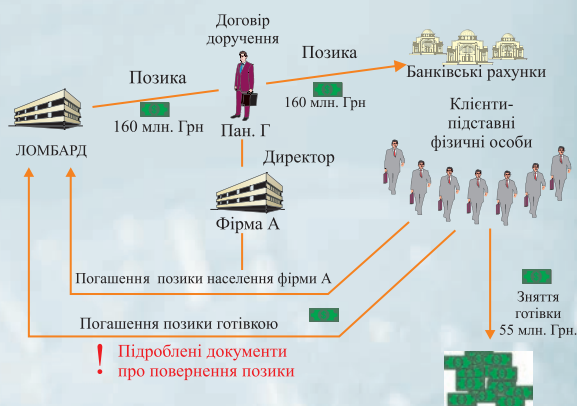 Договір
доручення
Позика
160 млн. Грн
Позика
160 млн. Грн
Банківські рахунки
Пан. Г
ЛОМБАРД
Клієнти-
підставні
фізичні особи
Директор
Фірма А
Погашення позики населення фірми А
Погашення позики готівкою
! Підроблені документи
про повернення позики
Зняття
готівки
55 млн. Грн.